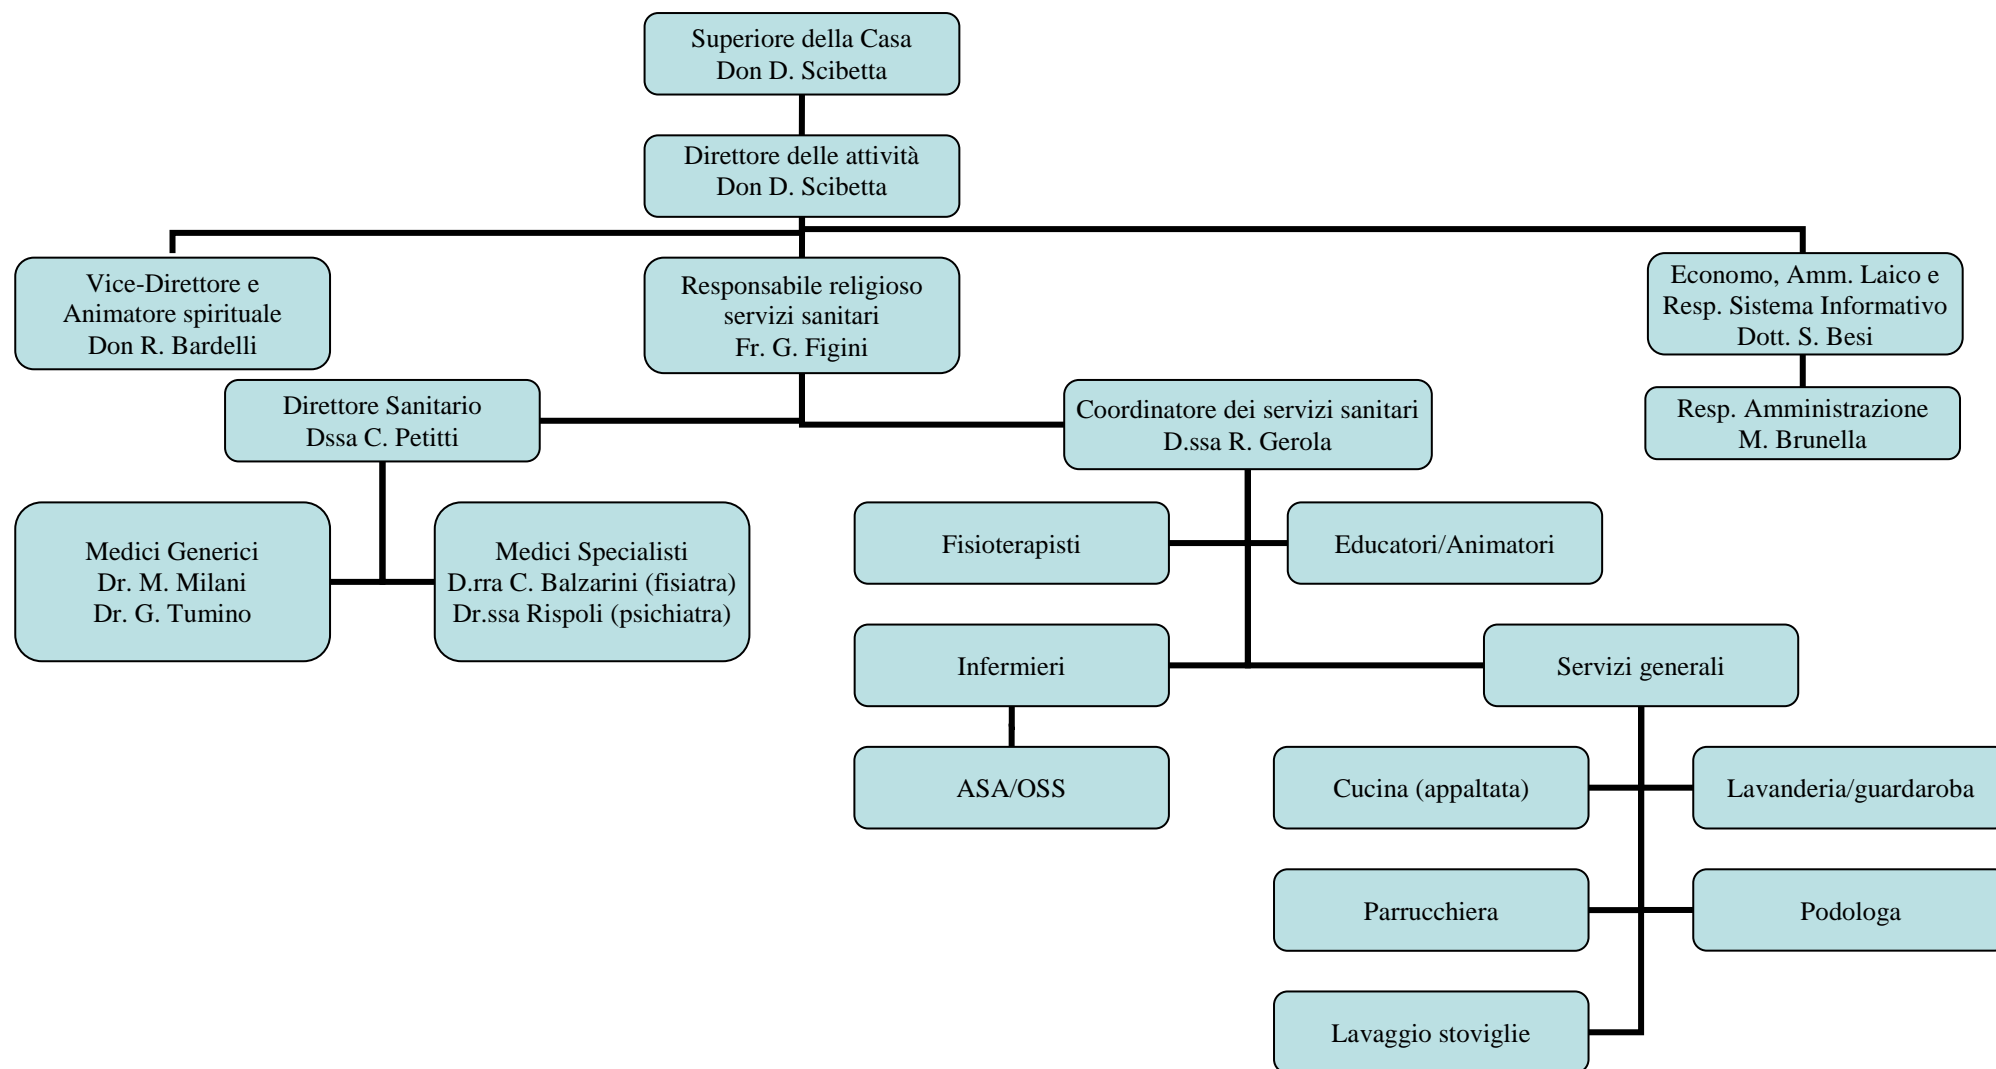 Superiore della Casa
Don D. Scibetta
Direttore delle attività
Don D. Scibetta
Vice-Direttore e
Animatore spirituale
Don R. Bardelli
Responsabile religioso
servizi sanitari
Fr. G. Figini
Economo, Amm. Laico e
Resp. Sistema Informativo
Dott. S. Besi
Direttore Sanitario
Dssa C. Petitti
Coordinatore dei servizi sanitari
D.ssa R. Gerola
Resp. Amministrazione
M. Brunella
Medici Generici
Dr. M. Milani
Dr. G. Tumino
Medici Specialisti
D.rra C. Balzarini (fisiatra)
Dr.ssa Rispoli (psichiatra)
Fisioterapisti
Educatori/Animatori
Infermieri
Servizi generali
ASA/OSS
Cucina (appaltata)
Lavanderia/guardaroba
Parrucchiera
Podologa
Lavaggio stoviglie